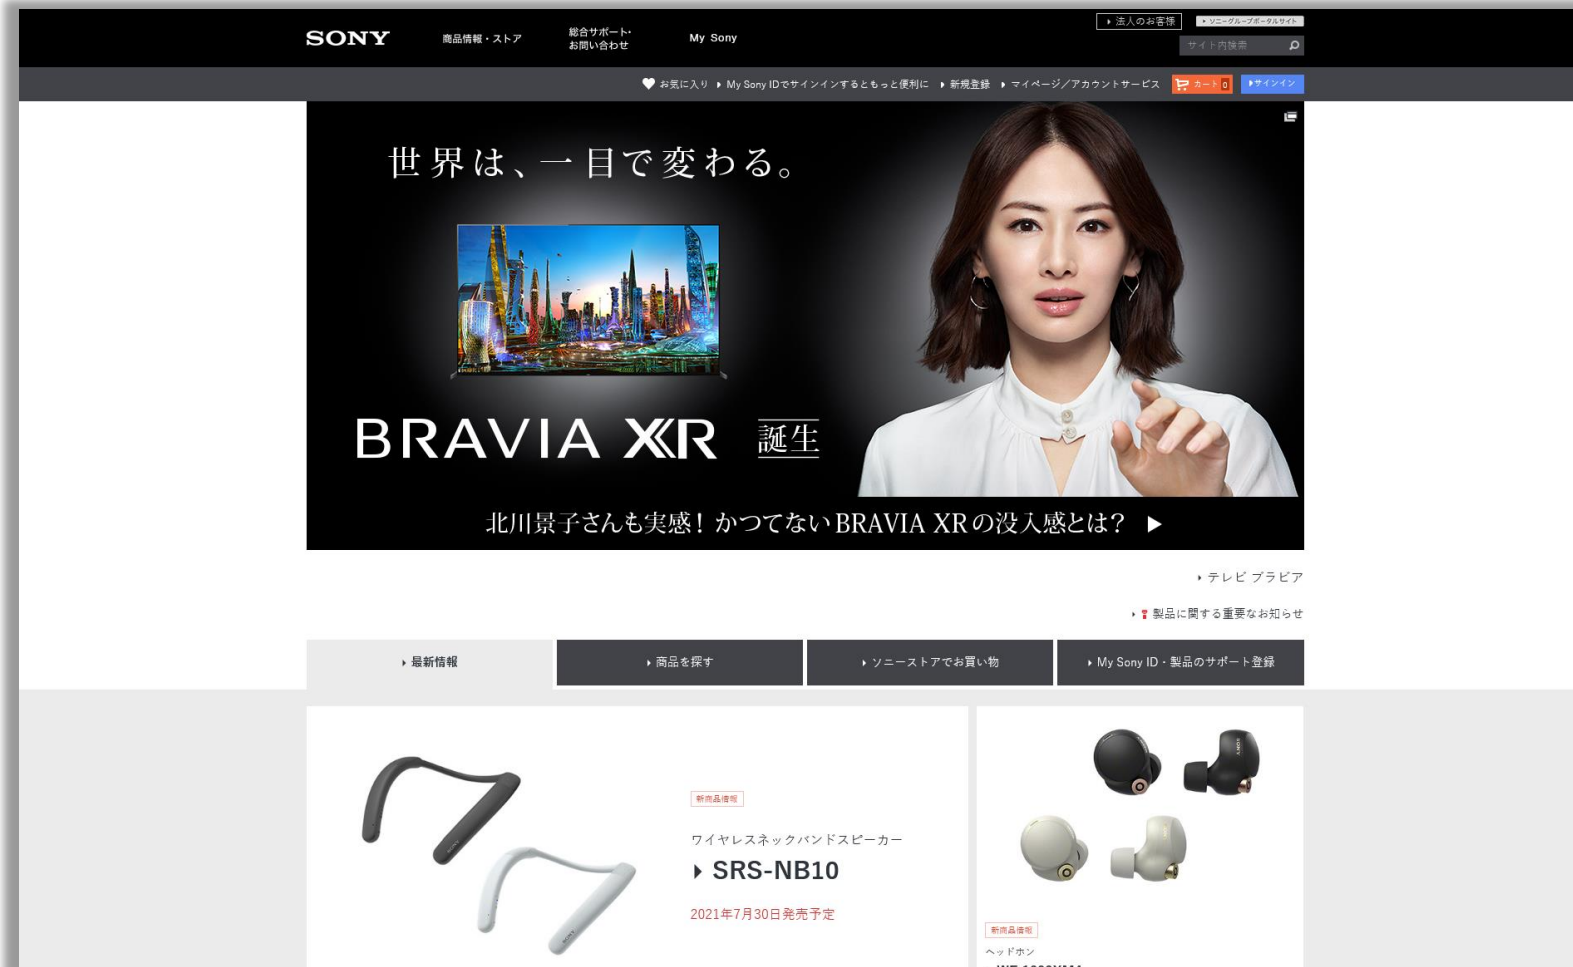 SONY
商品情報・ストア
総合サポート・
お問い合わせ
My Sony
法人のお客様
ソニーグループポータルサイト
サイト内検索
お気に入り
My Sony IDでサインインするともっと便利に
新規登録
マイページ／アカウントサービス
カート 0
サインイン
世界は、一目で変わる。
BRAVIA XR 誕生
北川景子さんも実感！かつてないBRAVIA XRの没入感とは？
テレビ ブラビア
製品に関する重要なお知らせ
最新情報
商品を探す
ソニーストアでお買い物
My Sony ID・製品のサポート登録
新商品情報
ワイヤレスネックバンドスピーカー
SRS-NB10
2021年7月30日発売予定
新商品情報
ヘッドホン